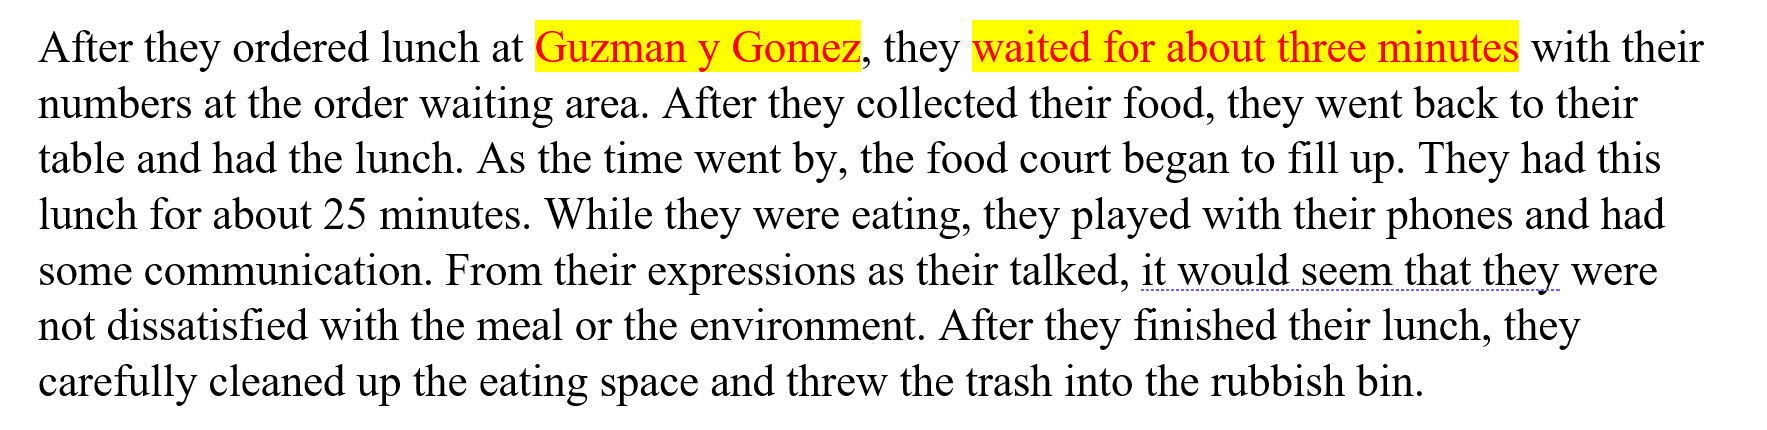 After they ordered lunch at Guzman y Gomez, they waited for about three minutes with their
numbers at the order waiting area. After they collected their food, they went back to their
table and had the lunch. As the time went by, the food court began to fill up. They had this
lunch for about 25 minutes. While they were eating, they played with their phones and had
some communication. From their expressions as their talked, it would seem that they were
not dissatisfied with the meal or the environment. After they finished their lunch, they
carefully cleaned up the eating space and threw the trash into the rubbish bin.